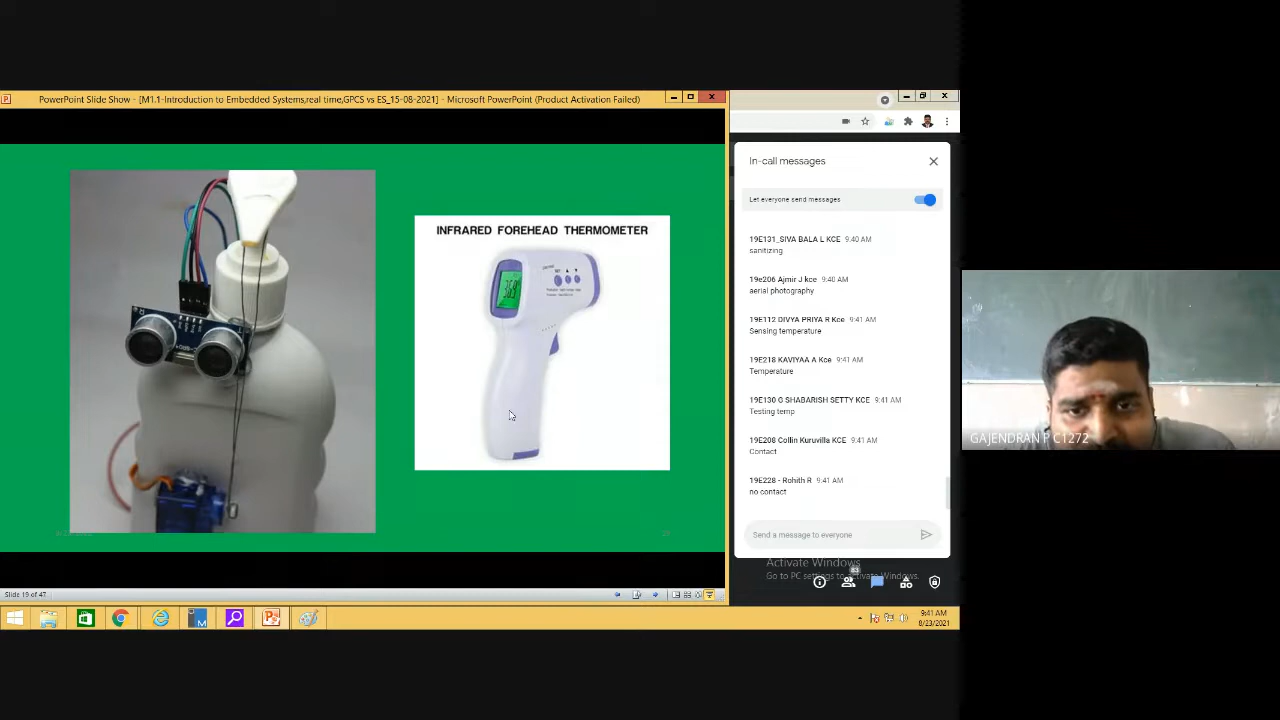 PowerPoint Slide Show - [M1.1-Introduction to Embedded Systems,real time,GPCS vs ES_15-08-2021] - Microsoft PowerPoint (Product Activation Failed)
INFRARED FOREHEAD THERMOMETER
In-call messages
Let everyone send messages
19E131_SIVA BALA L KCE 9:40 AM
sanitizing
19e206 Ajmir J kce 9:40 AM
aerial photography
19E112 DIVYA PRIYA R Kce 9:41 AM
Sensing temperature
19E218 KAVIYAA A Kce 9:41 AM
Temperature
19E130 G SHABARISH SETTY KCE 9:41 AM
Testing temp
19E208 Collin Kuruvilla KCE 9:41 AM
Contact
19E228 - Rohith R 9:41 AM
no contact
Send a message to everyone
Activate Windows
Go to PC settings to activate Windows.
83
GAJENDRAN P C1272
Slide 19 of 47
9:41 AM
8/23/2021